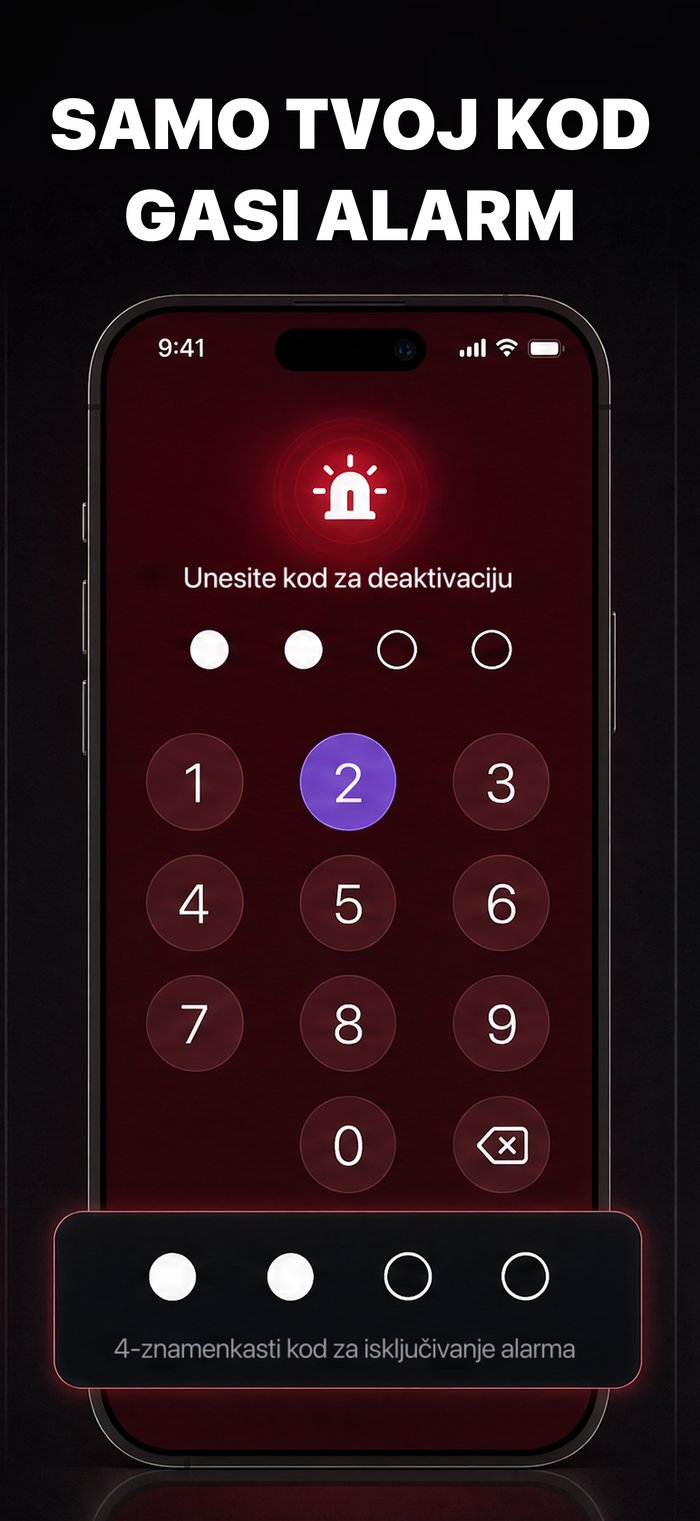 SAMO TVOJ KOD
GASI ALARM
9:41
Unesite kod za deaktivaciju
1 2 3
4 5 6
7 8 9
0
4-znamenkasti kod za isključivanje alarma